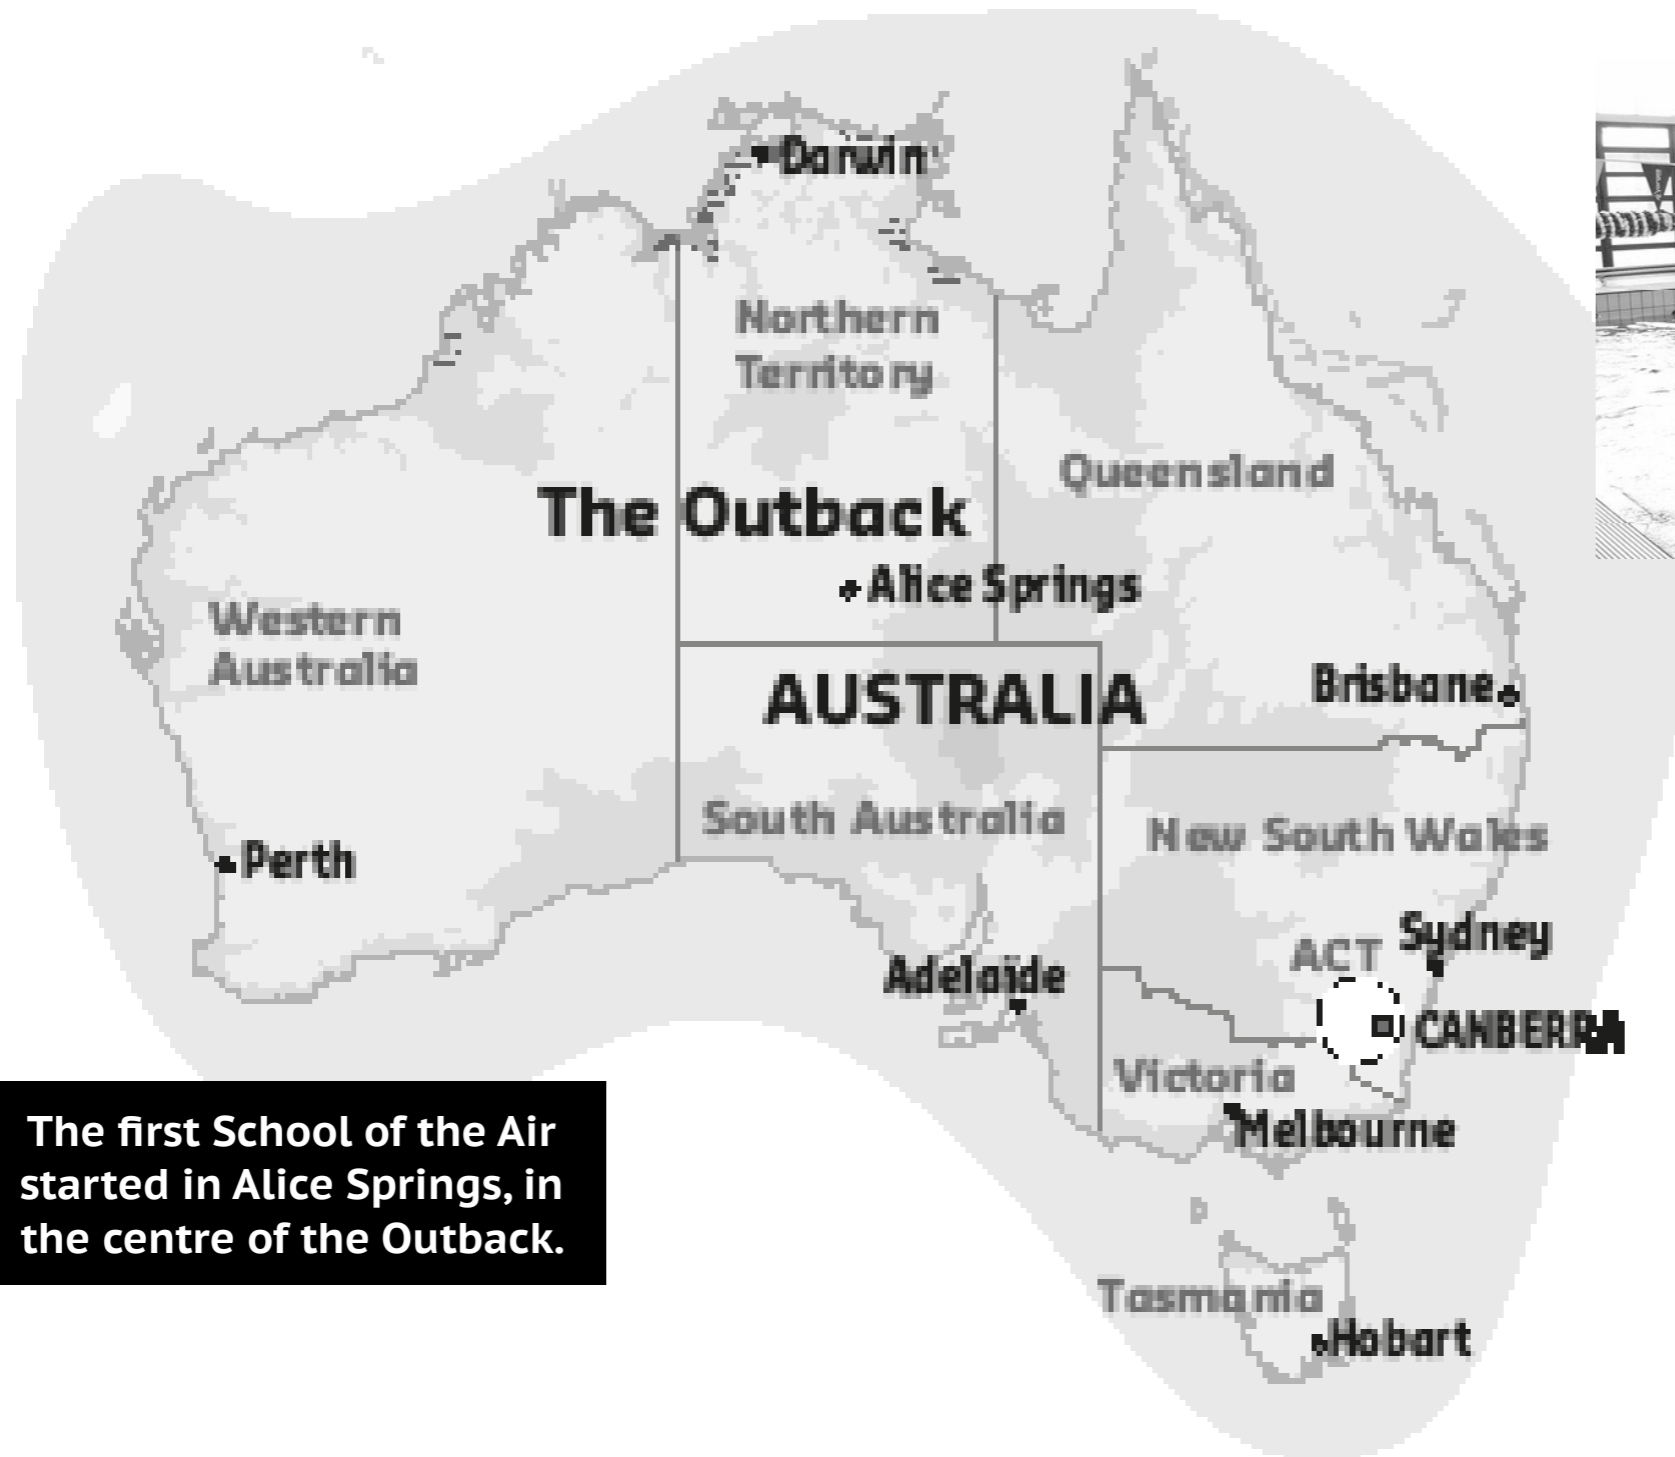 Darwin
Northern
Territory
Queensland
The Outback
Alice Springs
Western
Australia
Brisbane
AUSTRALIA
South Australia
New South Wales
Perth
Sydney
ACT
Adelaide
CANBERRA
Victoria
Melbourne
The first School of the Air
started in Alice Springs, in
the centre of the Outback.
Tasmania
Hobart